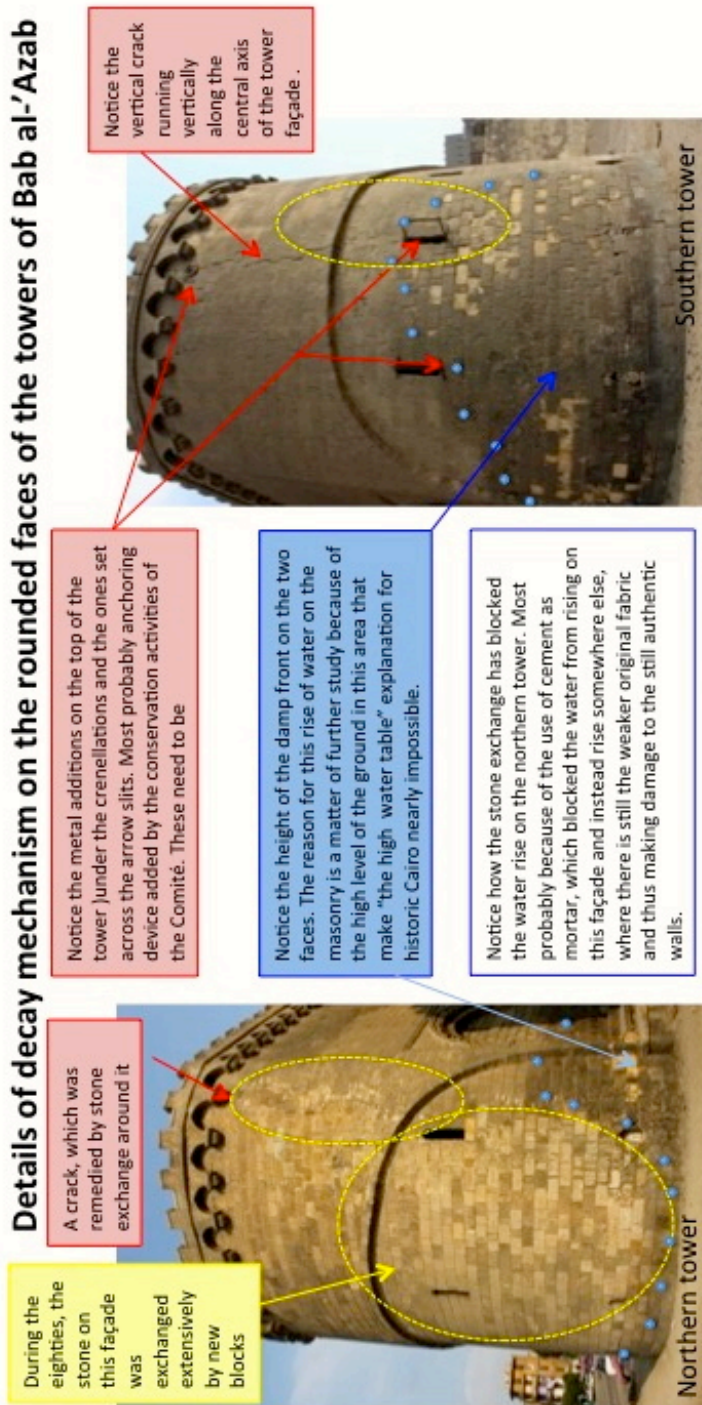 Details of decay mechanism on the rounded faces of the towers of Bab al-'Azab
During the
eighties, the
stone on
this façade
was
exchanged
extensively
by new
blocks
A crack, which was
remedied by stone
exchange around it
Northern tower
Notice the metal additions on the top of the
tower )under the crenellations and the ones set
across the arrow slits. Most probably anchoring
device added by the conservation activities of
the Comité. These need to be
Notice the height of the damp front on the two
faces. The reason for this rise of water on the
masonry is a matter of further study because of
the high level of the ground in this area that
make “the high water table” explanation for
historic Cairo nearly impossible.
Notice how the stone exchange has blocked
the water rise on the northern tower. Most
probably because of the use of cement as
mortar, which blocked the water from rising on
this façade and instead rise somewhere else,
where there is still the weaker original fabric
and thus making damage to the still authentic
walls.
Notice the
vertical crack
running
vertically
along the
central axis
of the tower
façade .
Southern tower